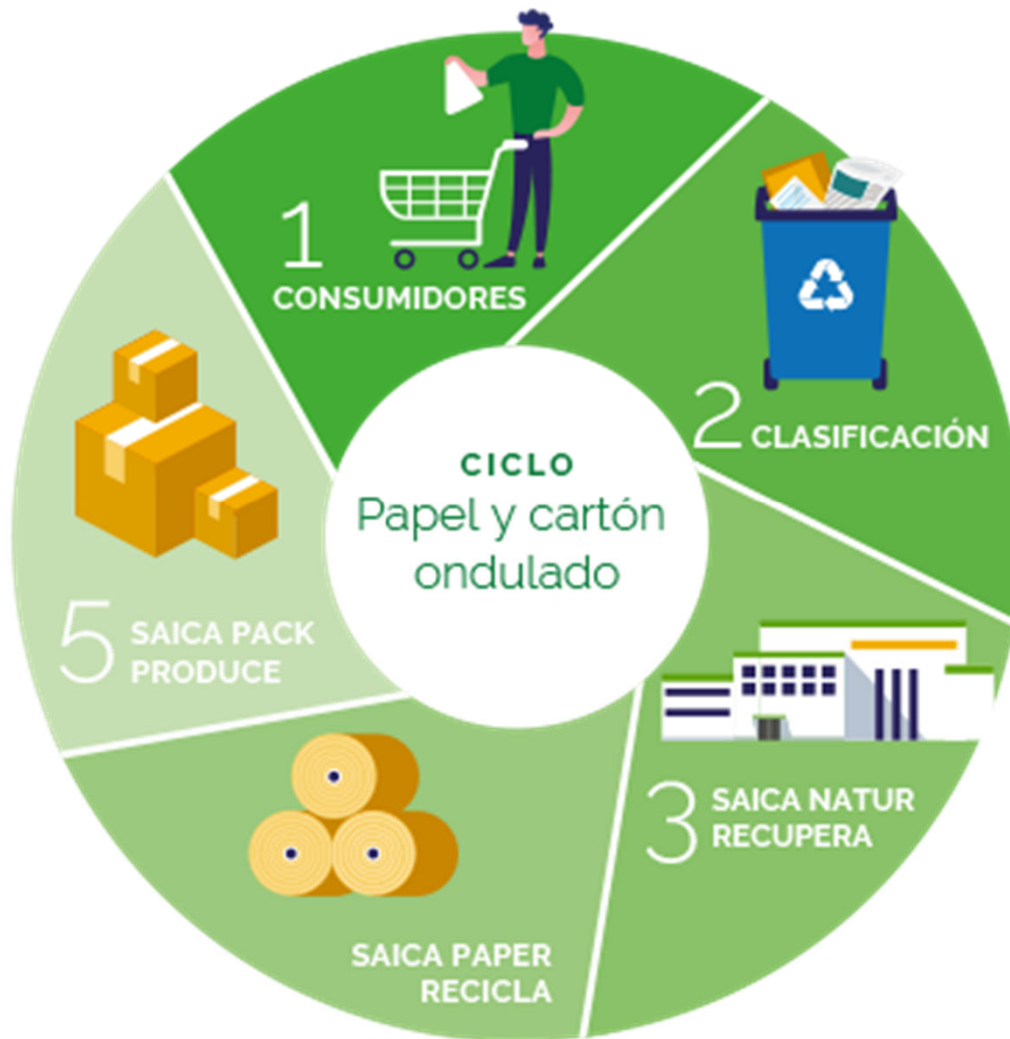 1
CONSUMIDORES
2 CLASIFICACIÓN
CICLO
Papel y cartón
ondulado
3 SAICA NATUR
RECUPERA
SAICA PAPER
RECICLA
5 SAICA PACK
PRODUCE